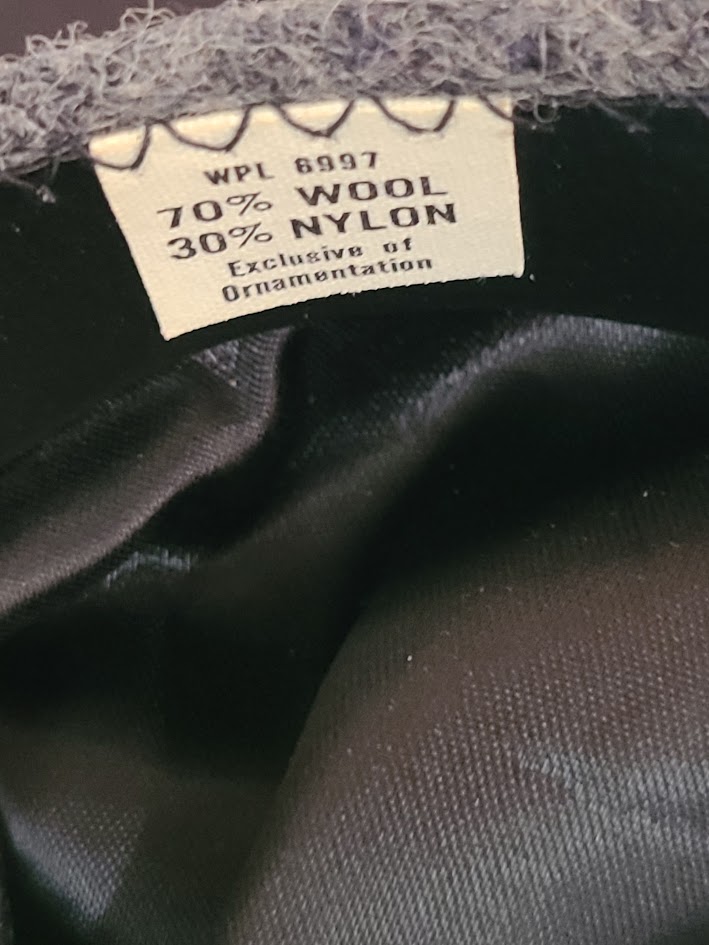 WPL 6997
70% WOOL
30% NYLON
Exclusive of
Ornamentation